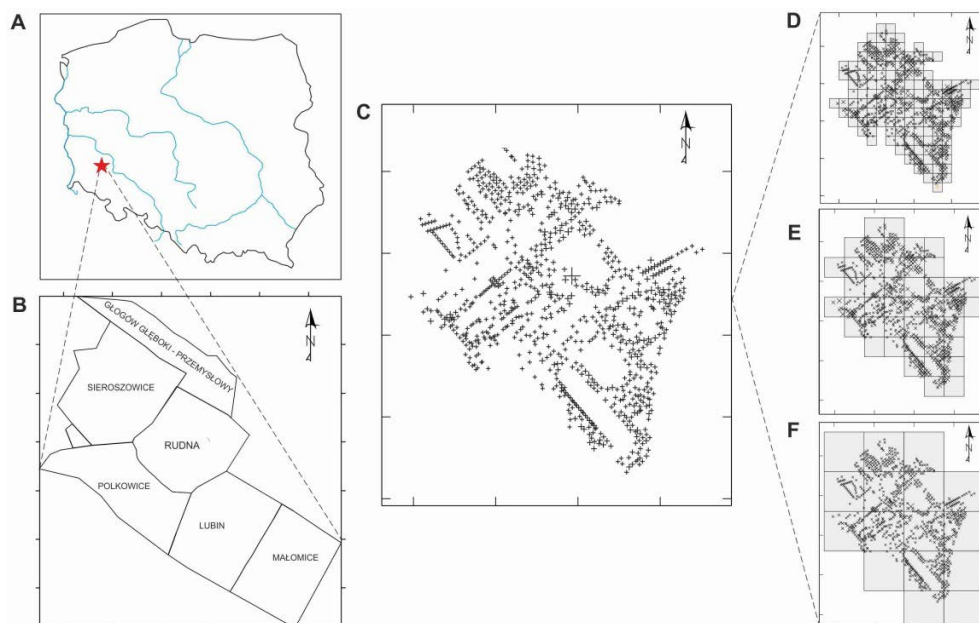 A
B
GŁOGÓW GŁĘBOKI - PRZEMYSŁOWY
N
SIEROSZOWICE
RUDNA
POLKOWICE
LUBIN
MAŁOMICE
C
N
D
N
E
N
F
N